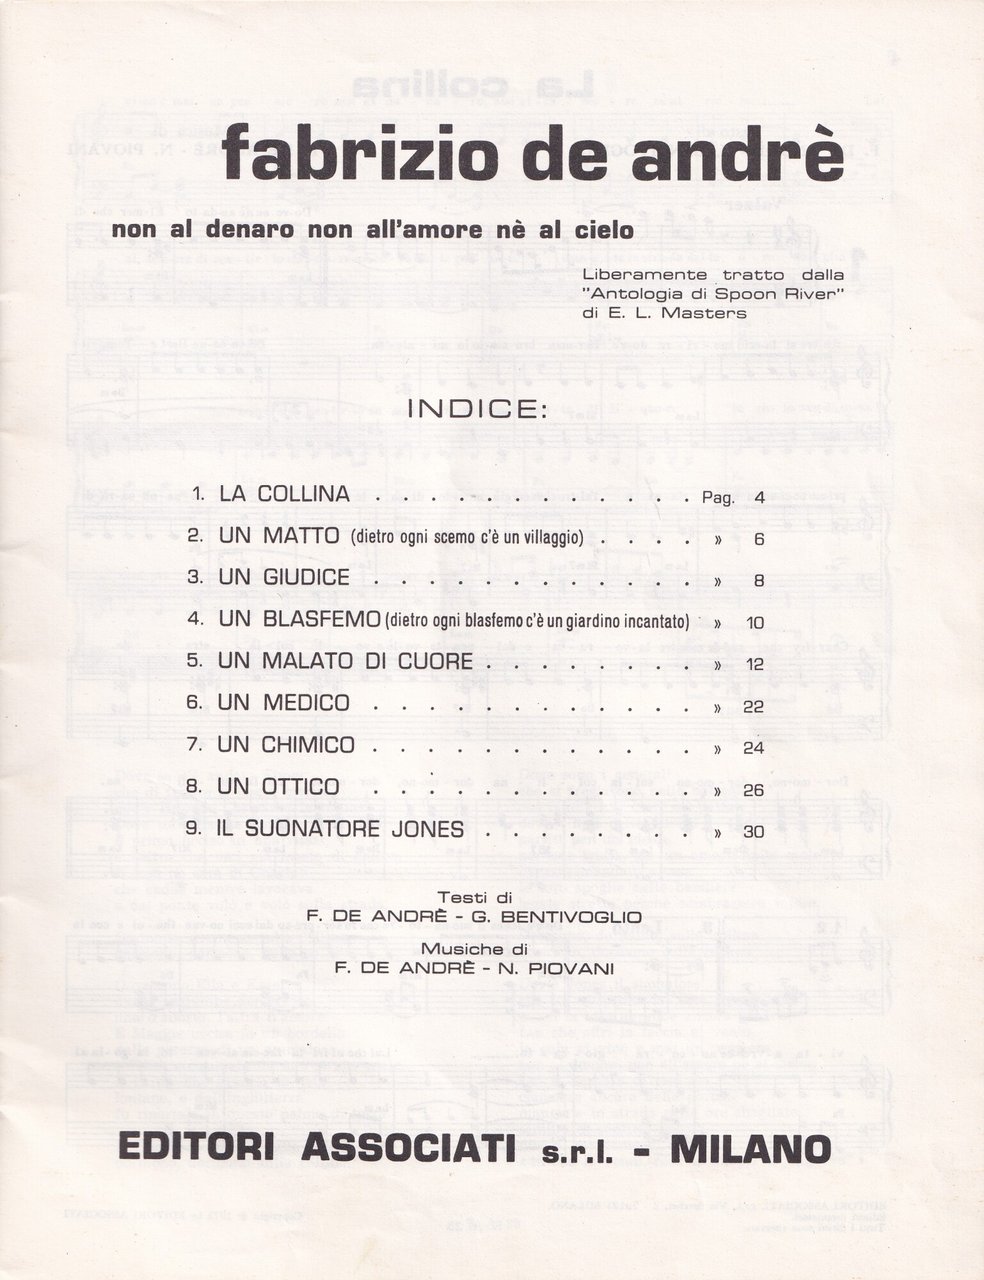 fabrizio de andrè
non al denaro non all'amore nè al cielo
Liberamente tratto dalla
"Antologia di Spoon River"
di E. L. Masters
INDICE:
1. LA COLLINA . . . . . . . . . . . . Pag. 4
2. UN MATTO (dietro ogni scemo c'è un villaggio) . . . . » 6
3. UN GIUDICE . . . . . . . . . . . . » 8
4. UN BLASFEMO (dietro ogni blasfemo c'è un giardino incantato) » 10
5. UN MALATO DI CUORE . . . . . . . . » 12
6. UN MEDICO . . . . . . . . . . . . » 22
7. UN CHIMICO . . . . . . . . . . . . » 24
8. UN OTTICO . . . . . . . . . . . . » 26
9. IL SUONATORE JONES . . . . . . . . » 30
Testi di
F. DE ANDRÈ - G. BENTIVOGLIO
Musiche di
F. DE ANDRÈ - N. PIOVANI
EDITORI ASSOCIATI s.r.l. - MILANO